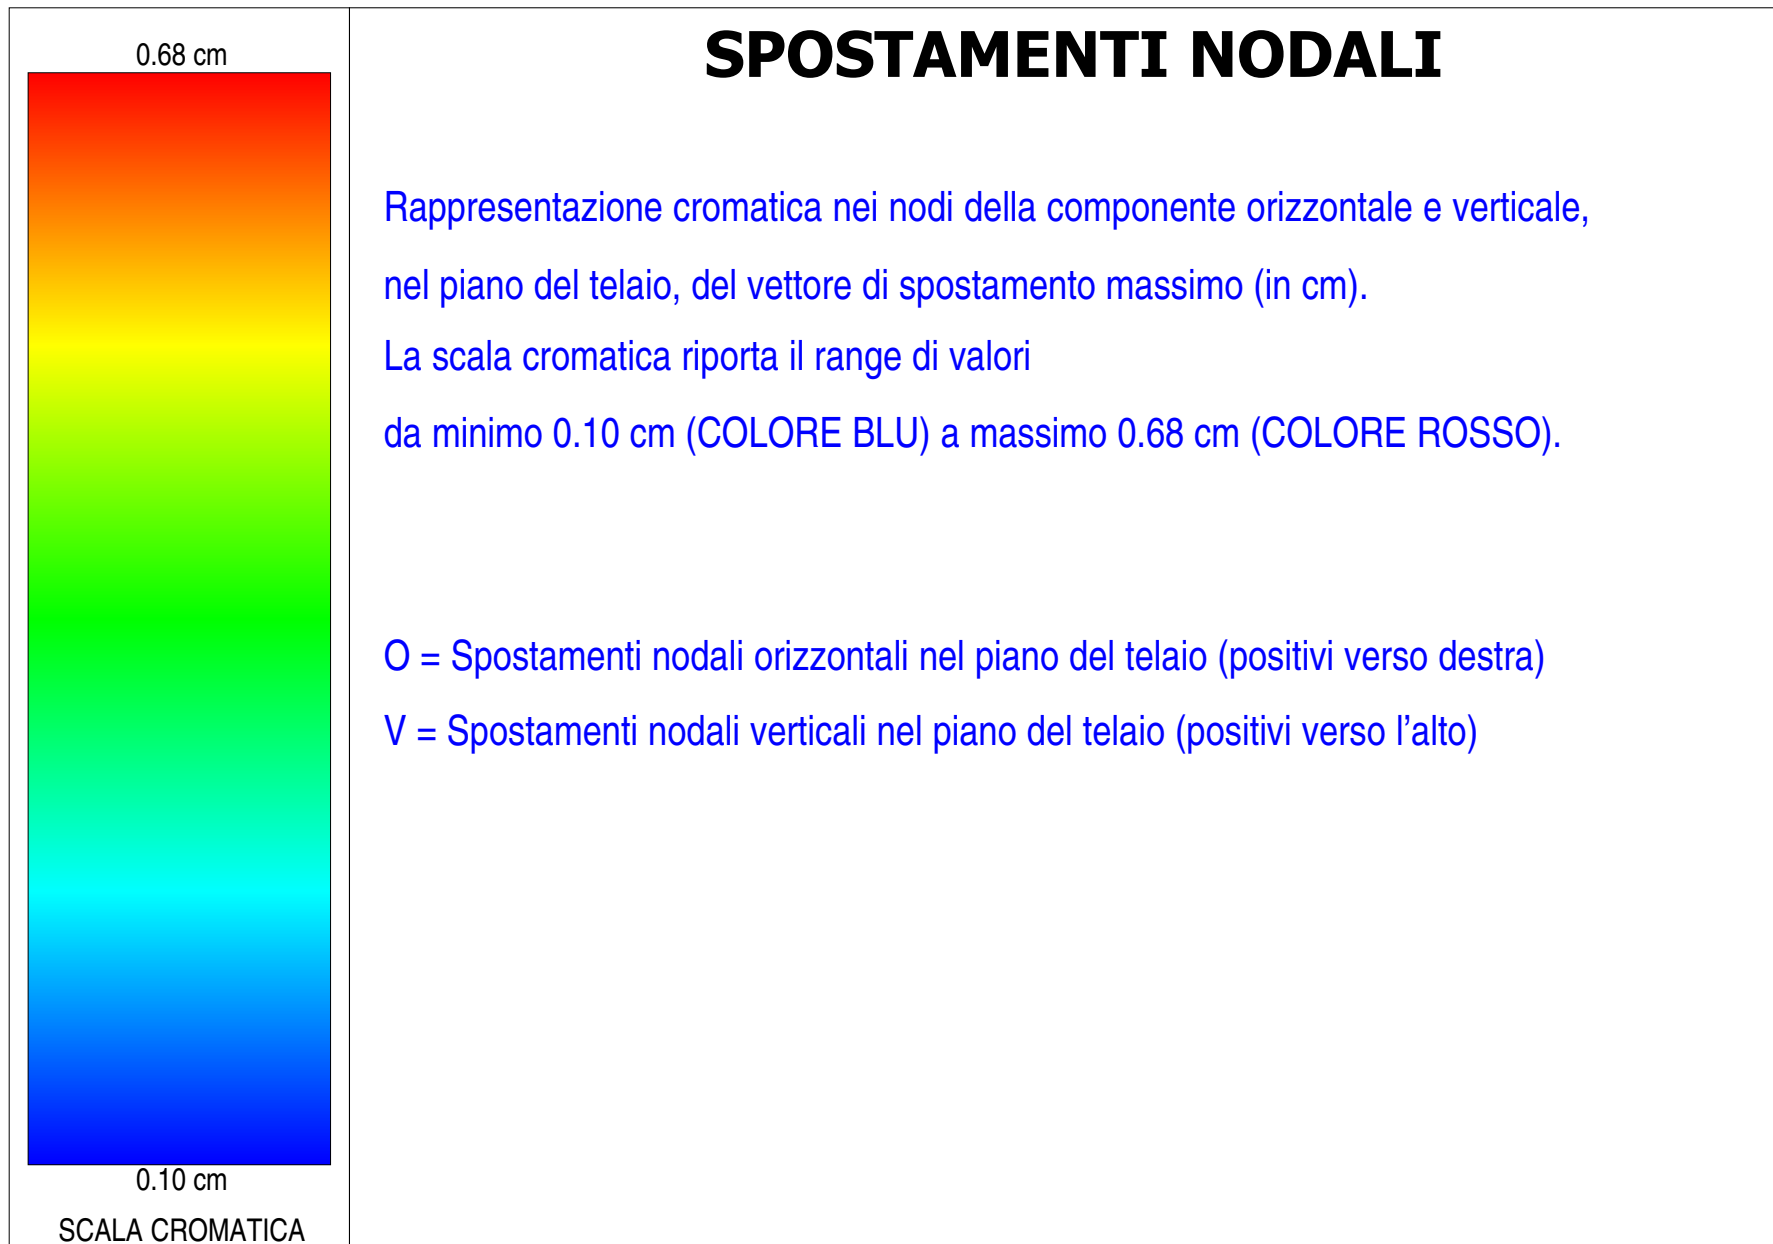 0.68 cm
SPOSTAMENTI NODALI
Rappresentazione cromatica nei nodi della componente orizzontale e verticale,
nel piano del telaio, del vettore di spostamento massimo (in cm).
La scala cromatica riporta il range di valori
da minimo 0.10 cm (COLORE BLU) a massimo 0.68 cm (COLORE ROSSO).
O = Spostamenti nodali orizzontali nel piano del telaio (positivi verso destra)
V = Spostamenti nodali verticali nel piano del telaio (positivi verso l'alto)
0.10 cm
SCALA CROMATICA